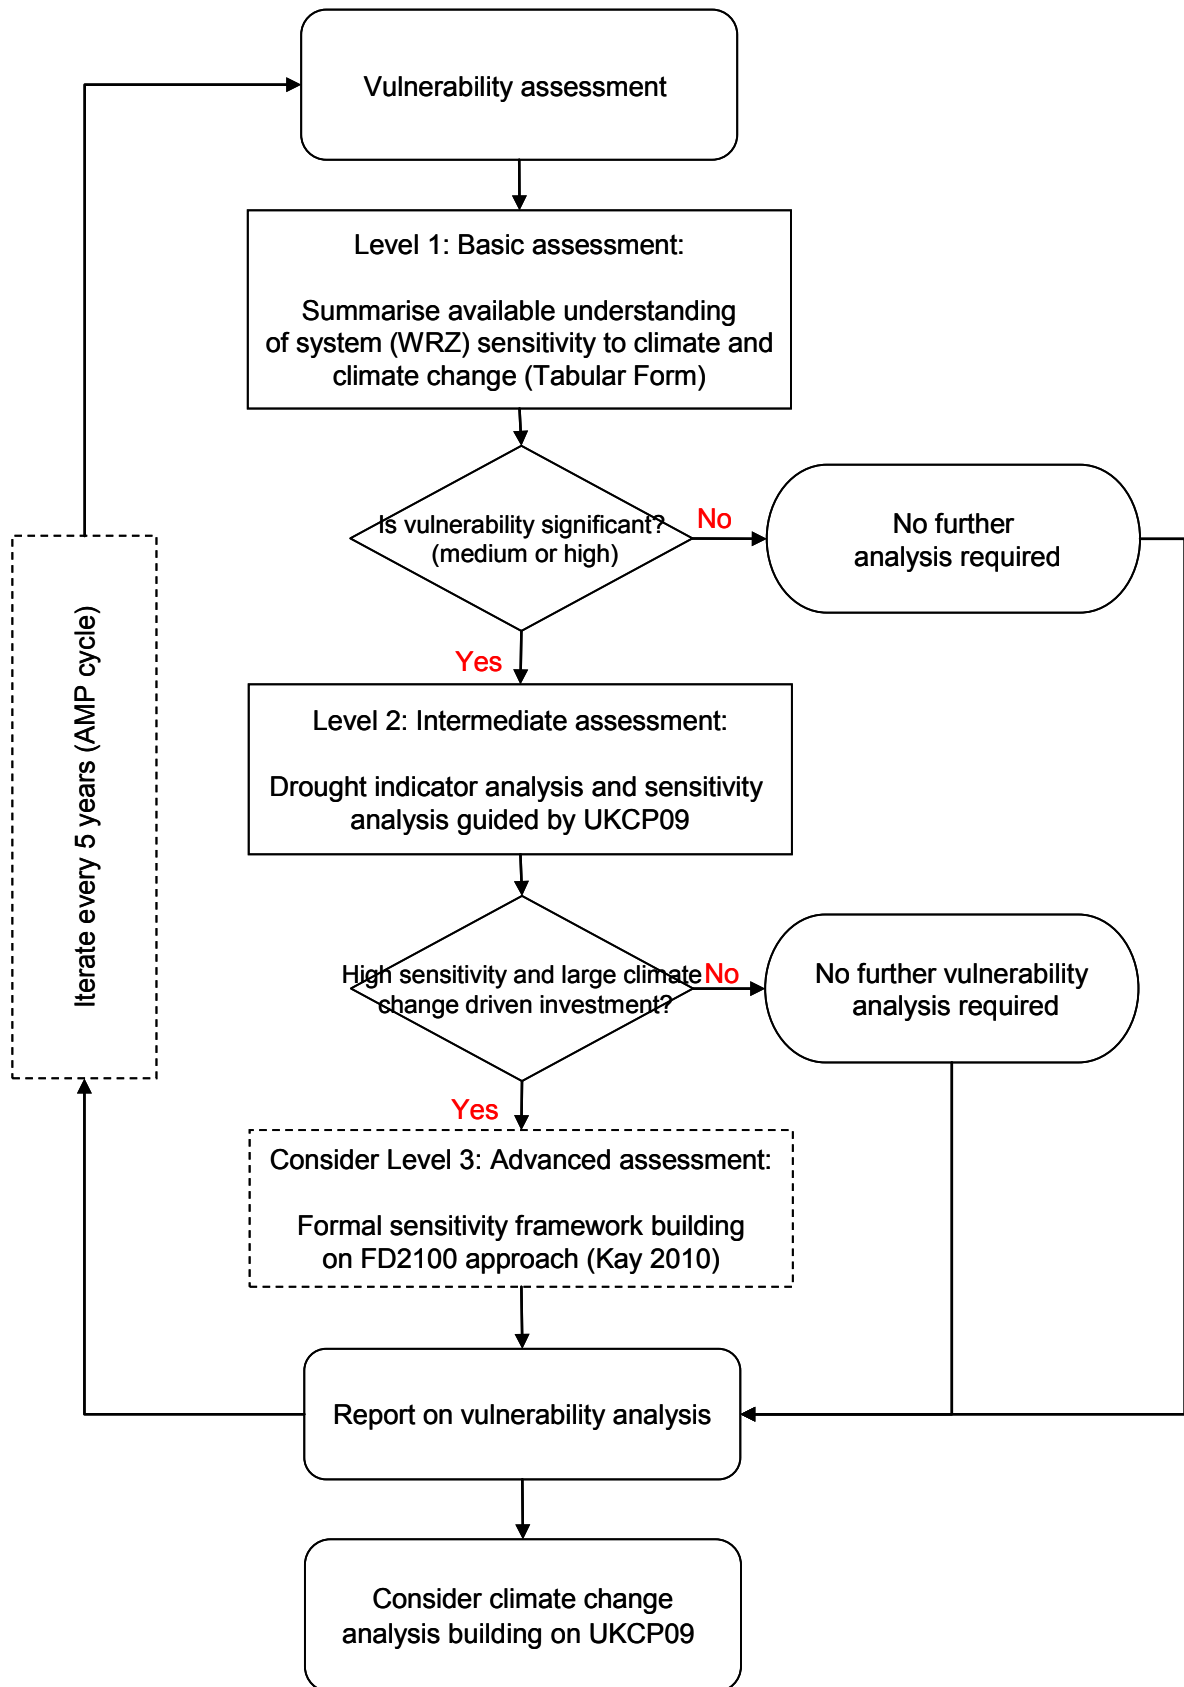 Vulnerability assessment
Level 1: Basic assessment:
Summarise available understanding
of system (WRZ) sensitivity to climate and
climate change (Tabular Form)
Is vulnerability significant?
(medium or high)
No
No further
analysis required
Yes
Level 2: Intermediate assessment:
Drought indicator analysis and sensitivity
analysis guided by UKCP09
Iterate every 5 years (AMP cycle)
High sensitivity and large climate
change driven investment?
No
No further vulnerability
analysis required
Yes
Consider Level 3: Advanced assessment:
Formal sensitivity framework building
on FD2100 approach (Kay 2010)
Report on vulnerability analysis
Consider climate change
analysis building on UKCP09